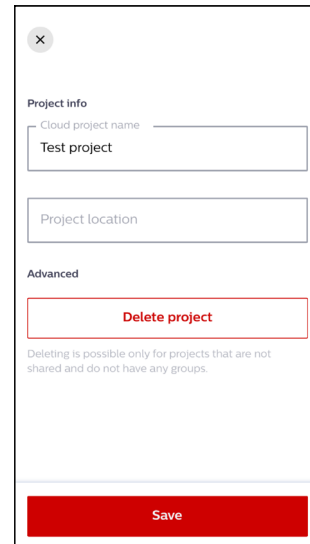 Project info
Cloud project name
Test project
Project location
Advanced
Delete project
Deleting is possible only for projects that are not
shared and do not have any groups.
Save